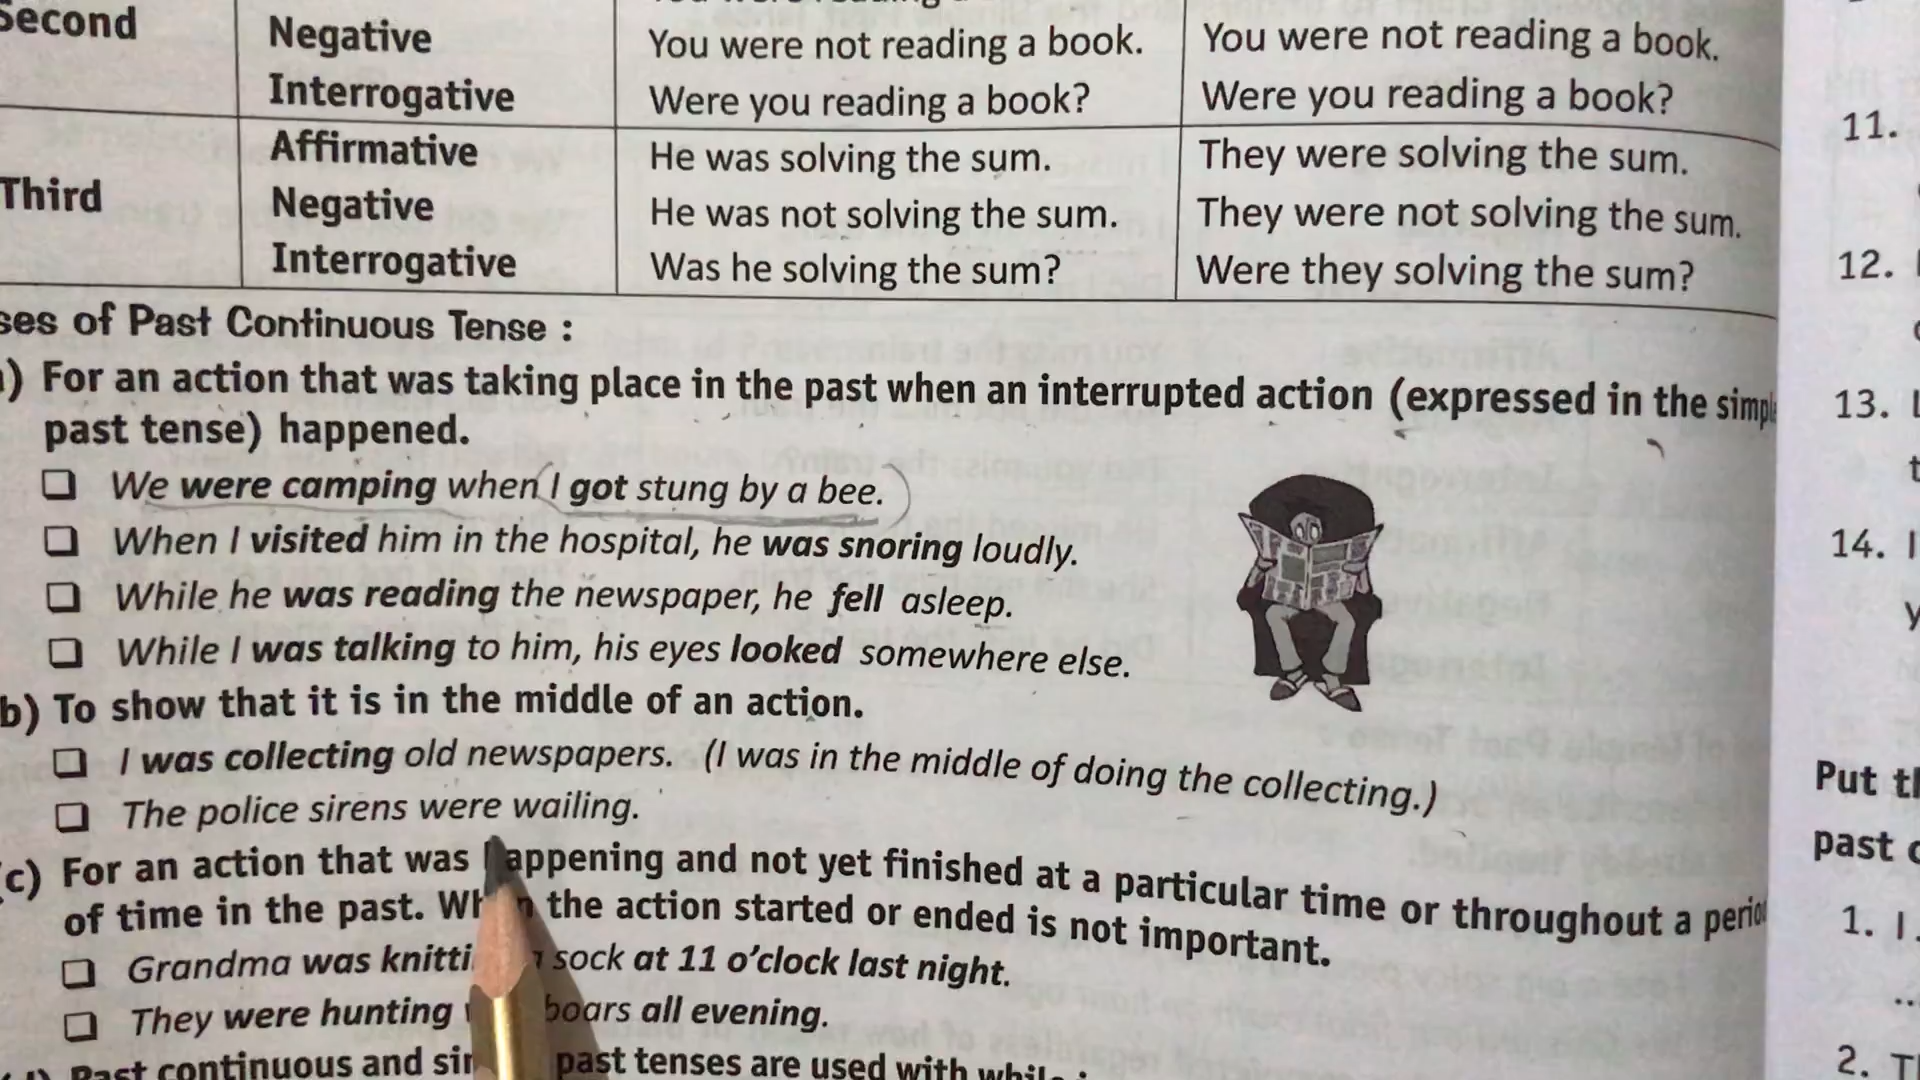 Second
Negative
You were not reading a book.
You were not reading a book.
Interrogative
Were you reading a book?
Were you reading a book?
Third
Affirmative
He was solving the sum.
They were solving the sum.
Negative
He was not solving the sum.
They were not solving the sum.
Interrogative
Was he solving the sum?
Were they solving the sum?
ses of Past Continuous Tense :
) For an action that was taking place in the past when an interrupted action (expressed in the simple
past tense) happened.
We were camping when I got stung by a bee.
When I visited him in the hospital, he was snoring loudly.
While he was reading the newspaper, he fell asleep.
While I was talking to him, his eyes looked somewhere else.
b) To show that it is in the middle of an action.
I was collecting old newspapers. (I was in the middle of doing the collecting.)
The police sirens were wailing.
(c) For an action that was happening and not yet finished at a particular time or throughout a perio
of time in the past. When the action started or ended is not important.
Grandma was knitti sock at 11 o'clock last night.
They were hunting boars all evening.
Past continuous and sim past tenses are used with while :
11.
12.
13.
14. I
Put th
past c
1. I
2. Th